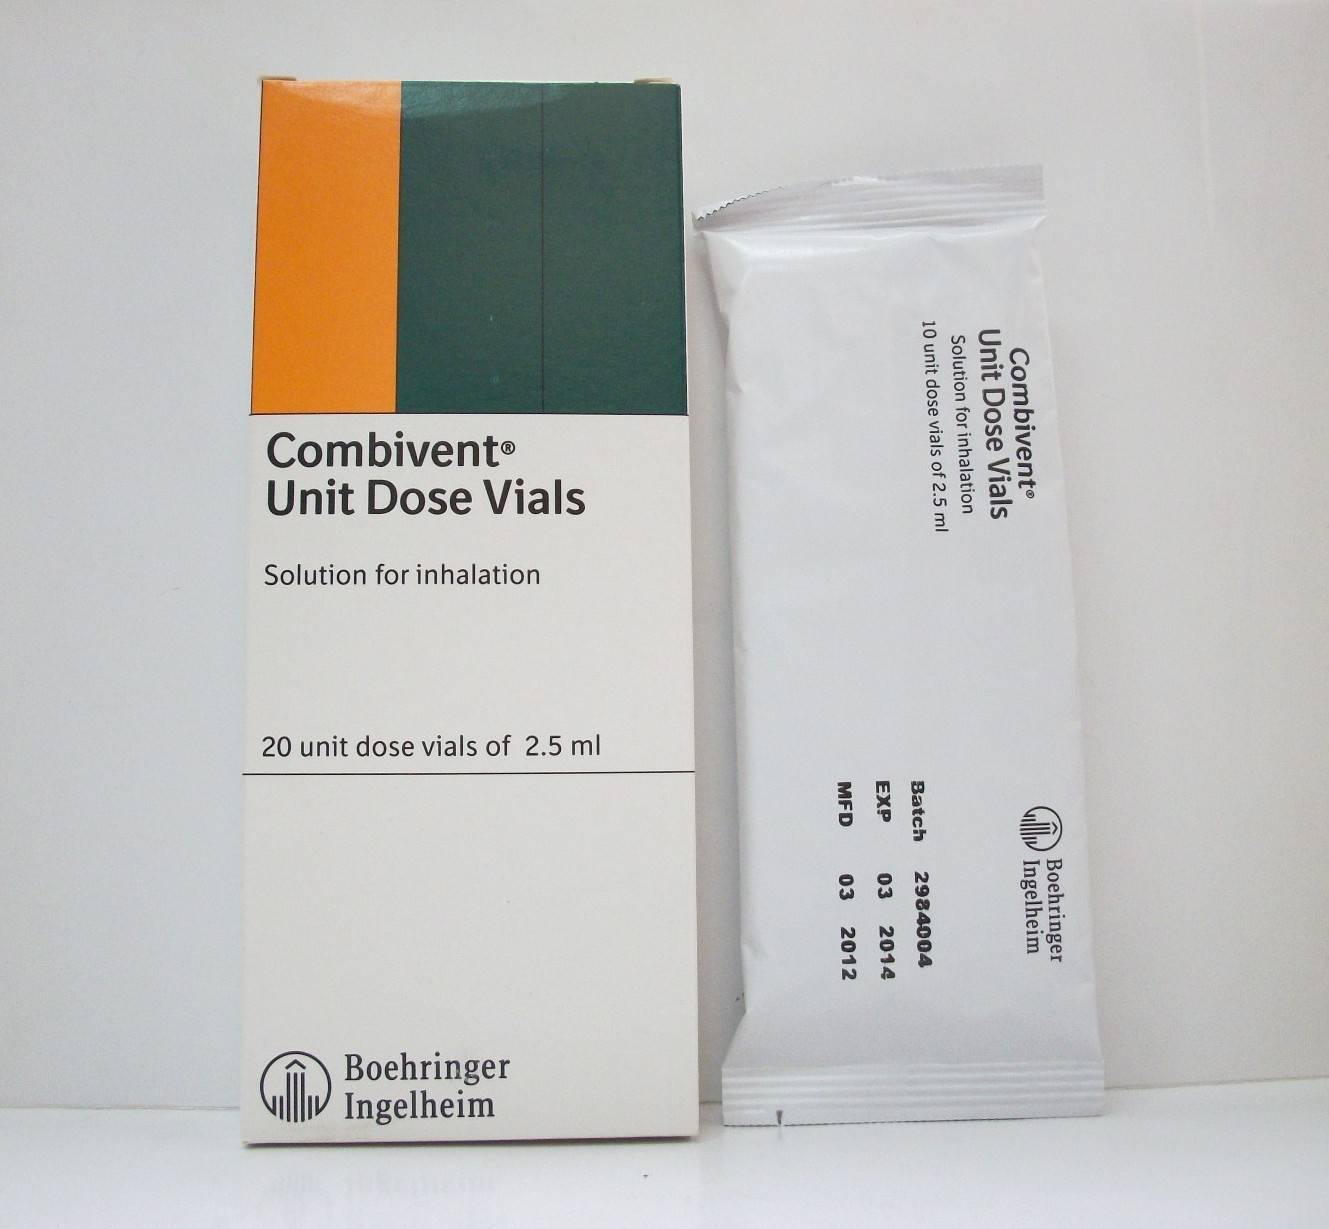 Combivent®
Unit Dose Vials
Solution for inhalation
20 unit dose vials of 2.5 ml
Boehringer
Ingelheim
Combivent®
Unit Dose Vials
Solution for inhalation
10 unit dose vials of 2.5 ml
Boehringer
Ingelheim
Batch 2984004
EXP 03 2014
MFD 03 2012